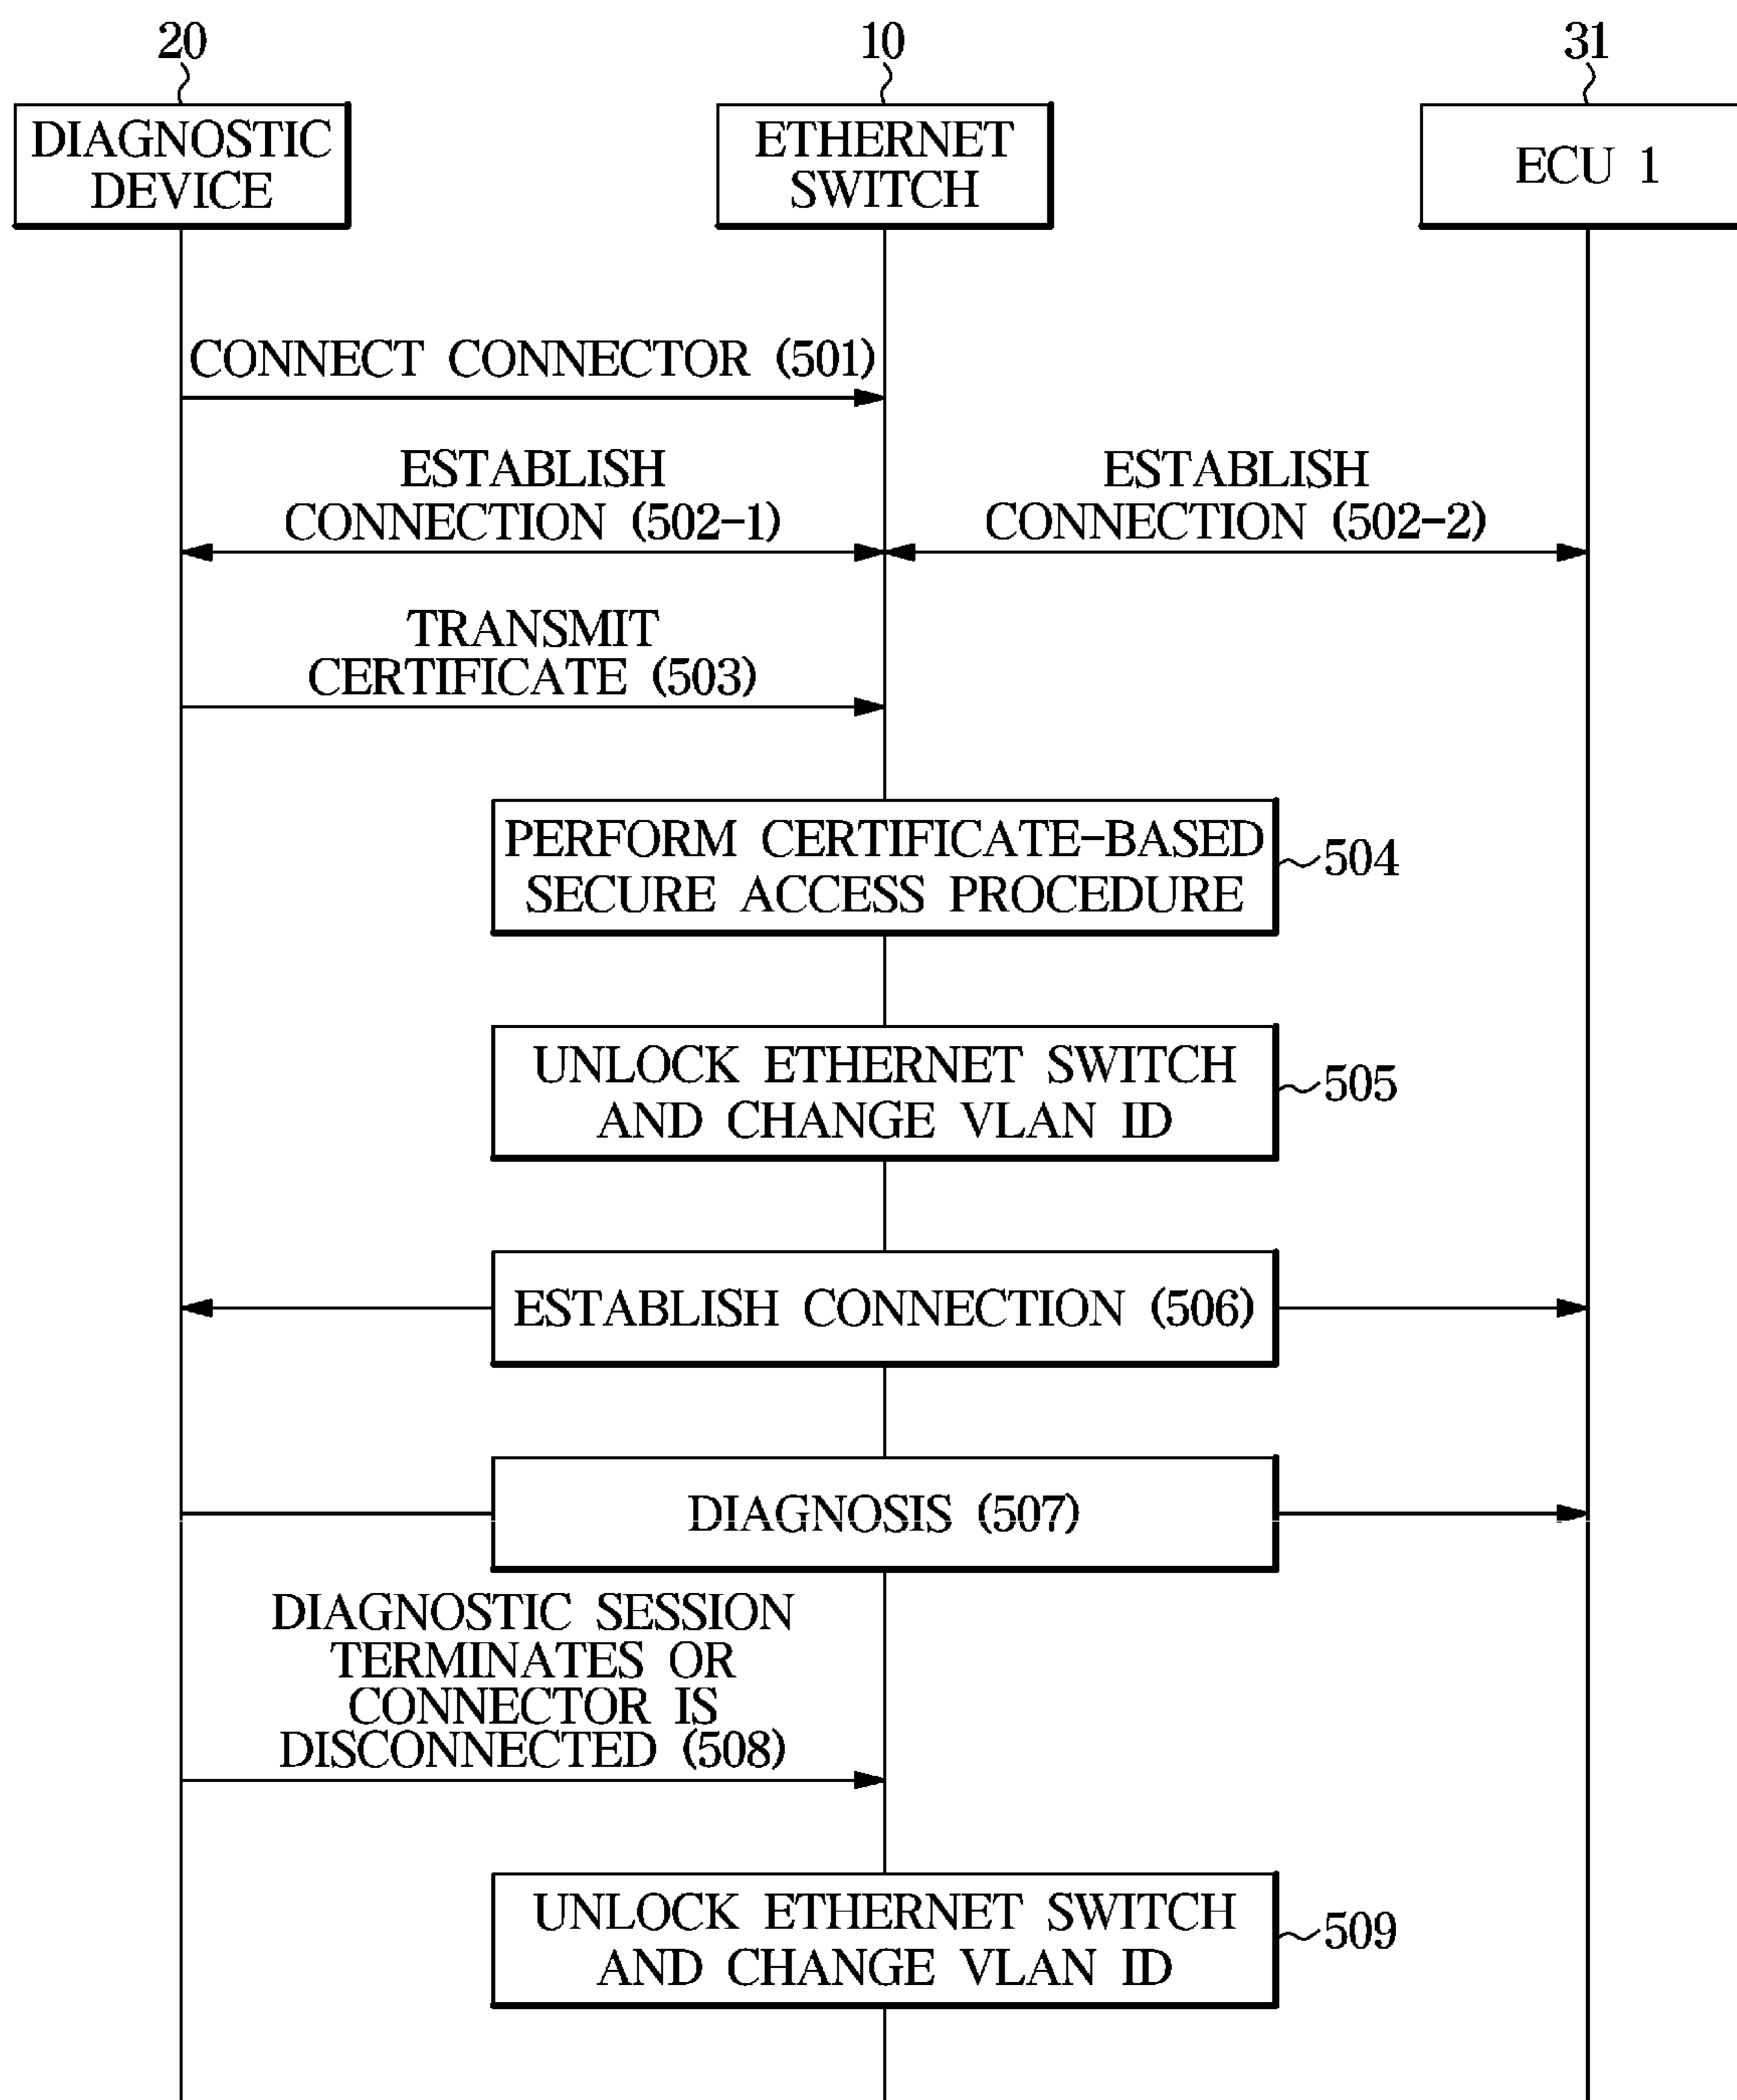 20
10
31
DIAGNOSTIC
DEVICE
ETHERNET
SWITCH
ECU 1
CONNECT CONNECTOR (501)
ESTABLISH
CONNECTION (502-1)
ESTABLISH
CONNECTION (502-2)
TRANSMIT
CERTIFICATE (503)
PERFORM CERTIFICATE-BASED
SECURE ACCESS PROCEDURE
504
UNLOCK ETHERNET SWITCH
AND CHANGE VLAN ID
505
ESTABLISH CONNECTION (506)
DIAGNOSIS (507)
DIAGNOSTIC SESSION
TERMINATES OR
CONNECTOR IS
DISCONNECTED (508)
UNLOCK ETHERNET SWITCH
AND CHANGE VLAN ID
509